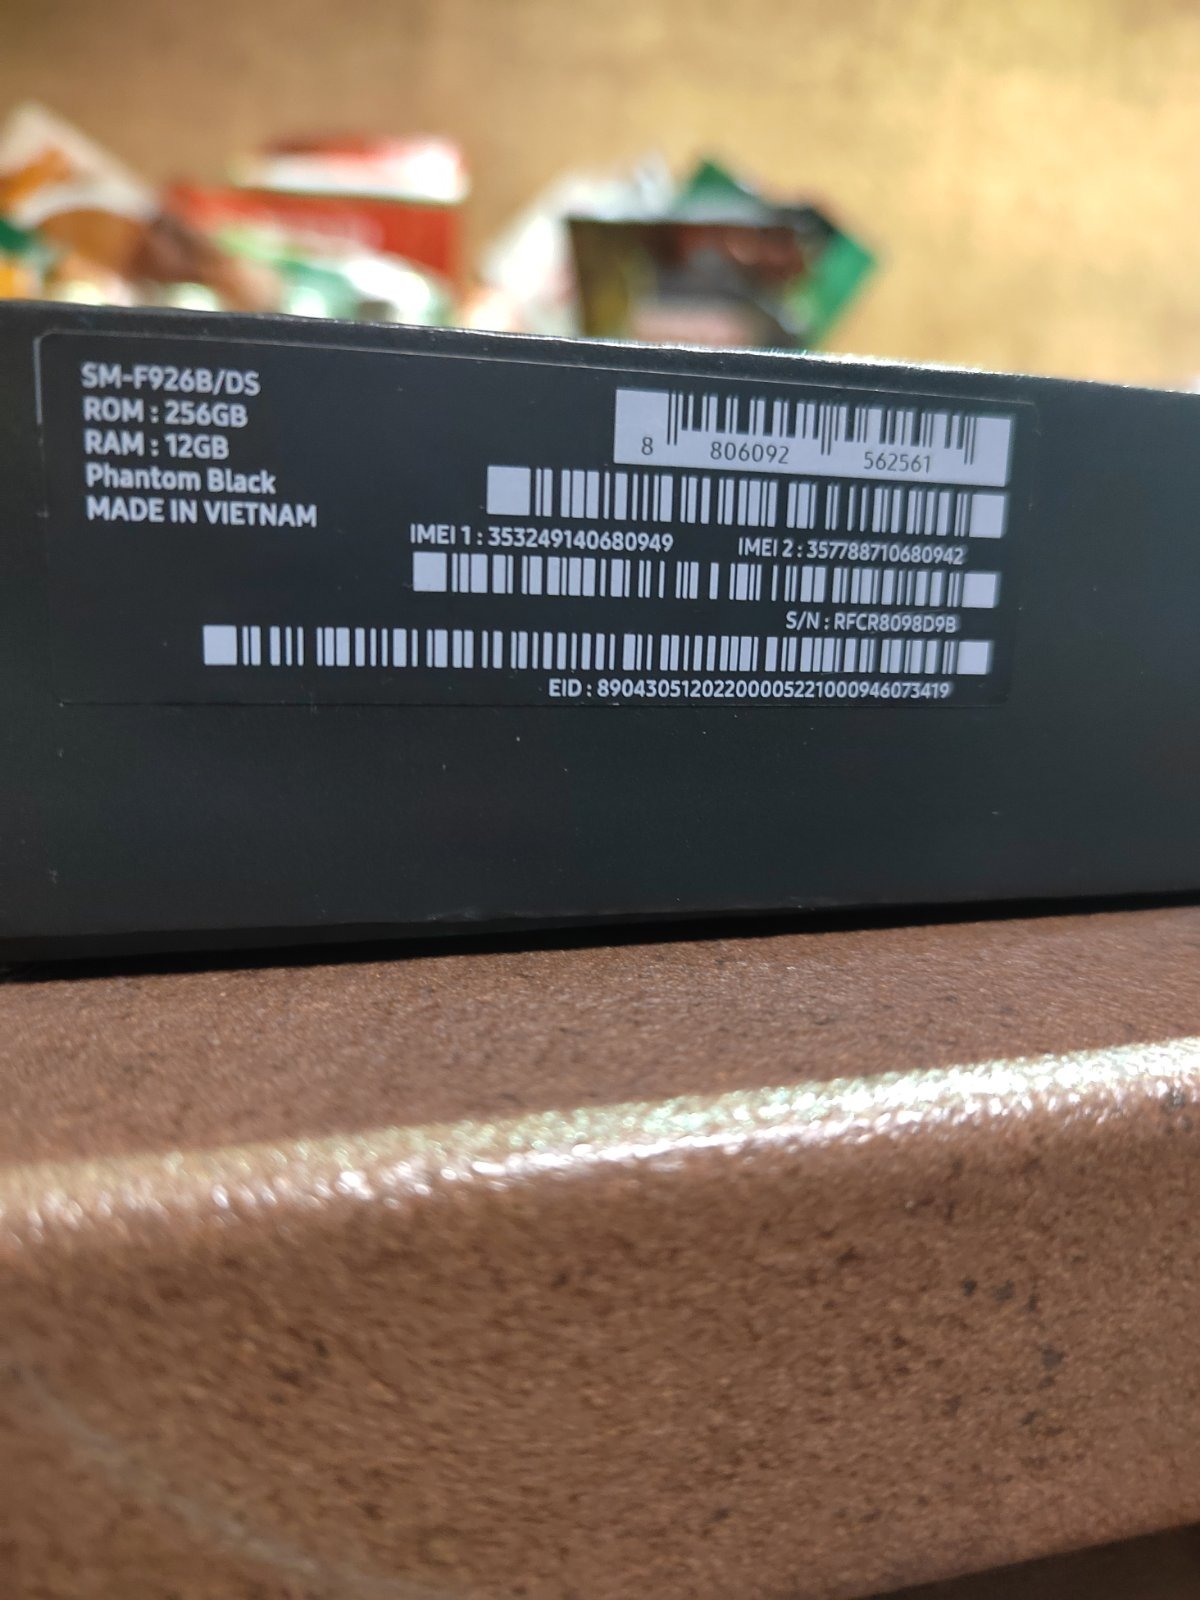 SM-F926B/DS
ROM : 256GB
RAM : 12GB
Phantom Black
MADE IN VIETNAM
8 806092 562561
IMEI 1 : 353249140680949 IMEI 2 : 357788710680942
S/N : RFCR8098D9B
EID : 89043051202200005221000946073419